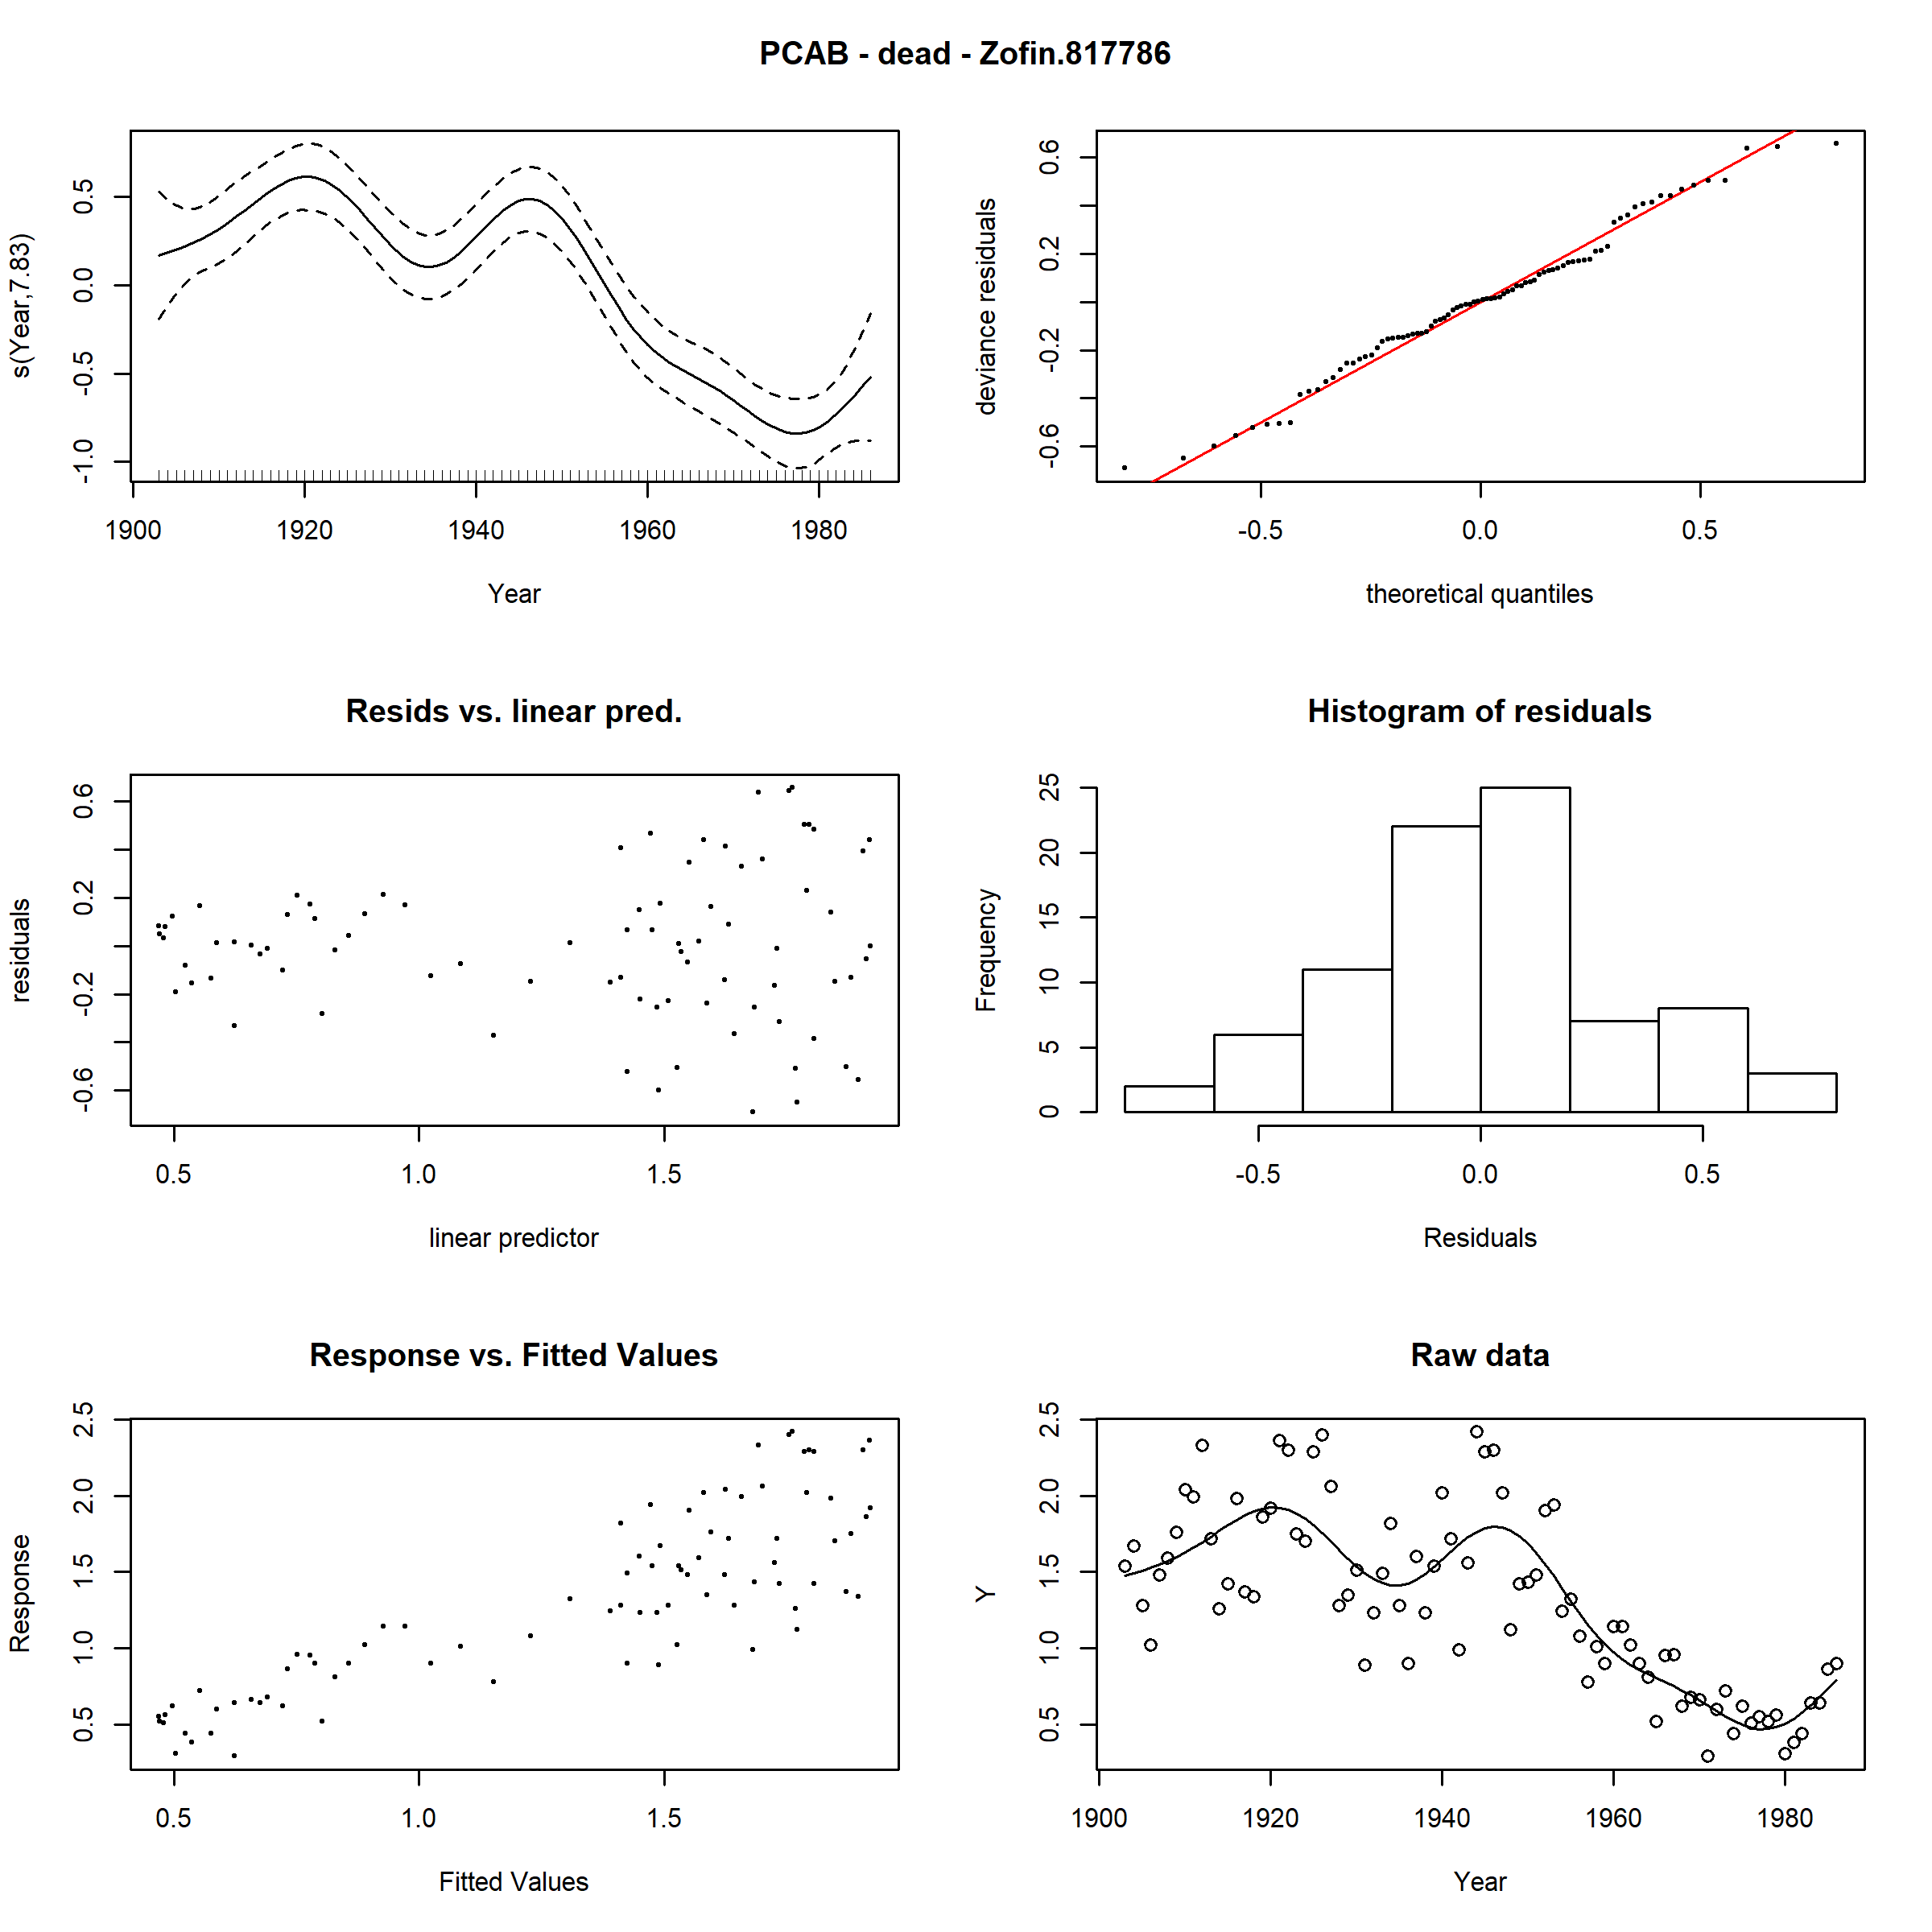 PCAB - dead - Zofin.817786
s(Year,7.83)
0.5
0.0
-0.5
-1.0
1900 1920 1940 1960 1980
Year
deviance residuals
0.6
0.2
-0.2
-0.6
-0.5 0.0 0.5
theoretical quantiles
Resids vs. linear pred.
residuals
0.6
0.2
-0.2
-0.6
0.5 1.0 1.5
linear predictor
Histogram of residuals
Frequency
25
20
15
10
5
0
-0.5 0.0 0.5
Residuals
Response vs. Fitted Values
Response
2.5
2.0
1.5
1.0
0.5
0.5 1.0 1.5
Fitted Values
Raw data
Y
2.5
2.0
1.5
1.0
0.5
1900 1920 1940 1960 1980
Year